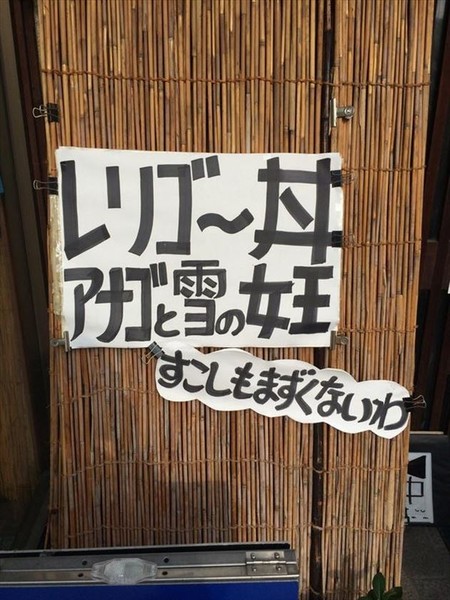 レリゴ〜丼
アナゴと雪の女王
すこしもまずくないわ
中